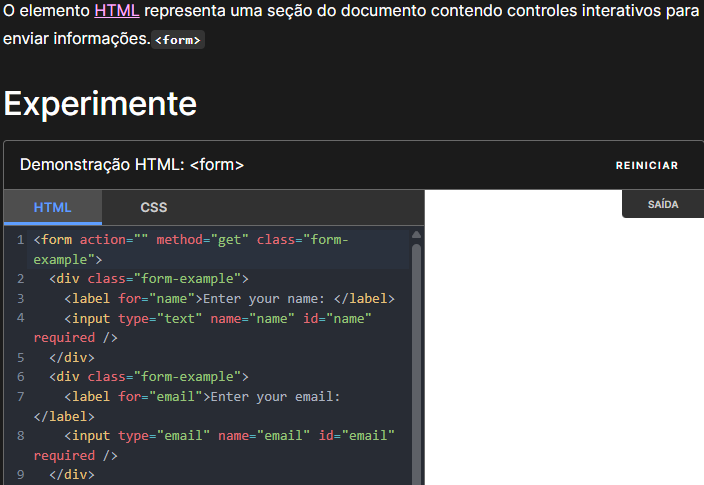 O elemento HTML representa uma seção do documento contendo controles interativos para
enviar informações.<form>
Experimente
Demonstração HTML: <form>
REINICIAR
HTML
CSS
SAÍDA
1 <form action="" method="get" class="form-
example">
2 <div class="form-example">
3 <label for="name">Enter your name: </label>
4 <input type="text" name="name" id="name"
required />
5 </div>
6 <div class="form-example">
7 <label for="email">Enter your email:
</label>
8 <input type="email" name="email" id="email"
required />
9 </div>